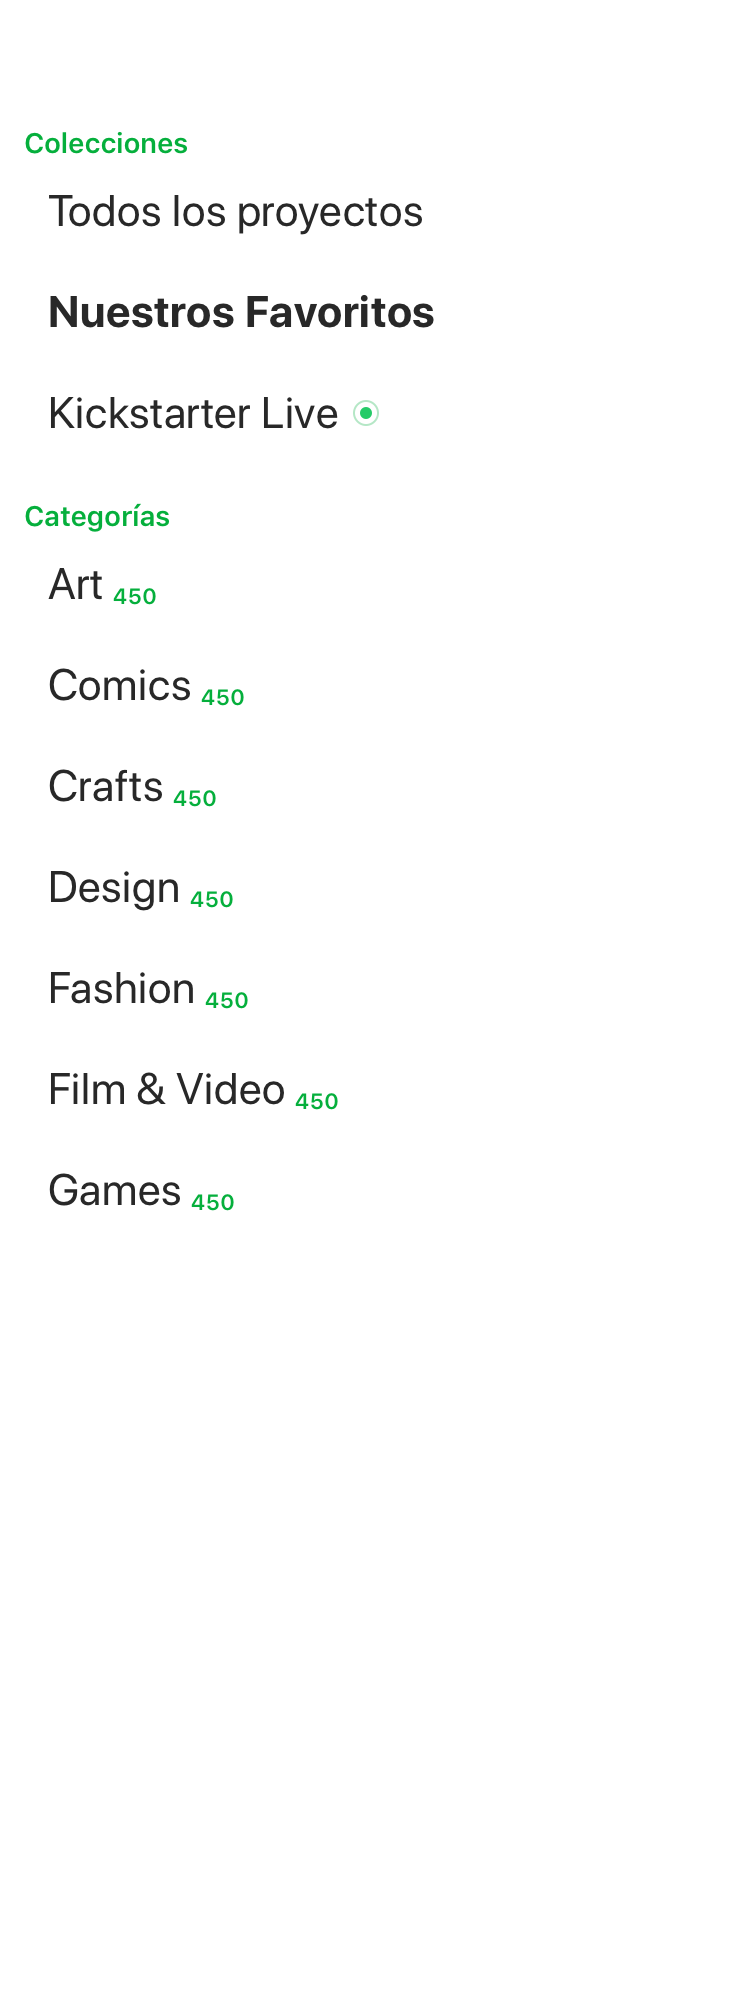 Colecciones
Todos los proyectos
Nuestros Favoritos
Kickstarter Live
Categorías
Art 450
Comics 450
Crafts 450
Design 450
Fashion 450
Film & Video 450
Games 450